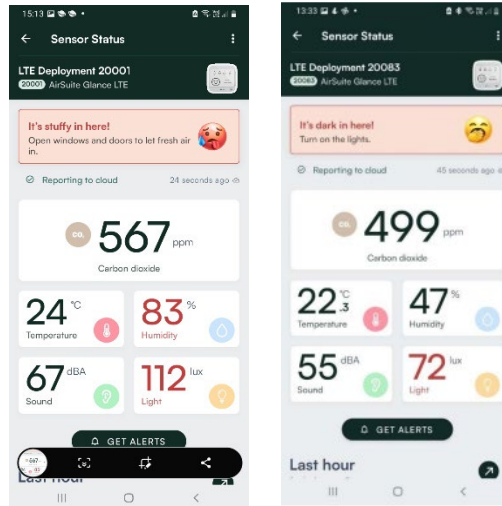 15:13
Sensor Status
LTE Deployment 20001
20001 AirSuite Glance LTE
It's stuffy in here!
Open windows and doors to let fresh air
in.
Reporting to cloud
24 seconds ago
CO₂ 567 ppm
Carbon dioxide
24 °C
Temperature
83 %
Humidity
67 dBA
Sound
112 lux
Light
GET ALERTS
Last hour
13:33
Sensor Status
LTE Deployment 20083
20083 AirSuite Glance LTE
It's dark in here!
Turn on the lights.
Reporting to cloud
45 seconds ago
CO₂ 499 ppm
Carbon dioxide
22.3 °C
Temperature
47 %
Humidity
55 dBA
Sound
72 lux
Light
GET ALERTS
Last hour